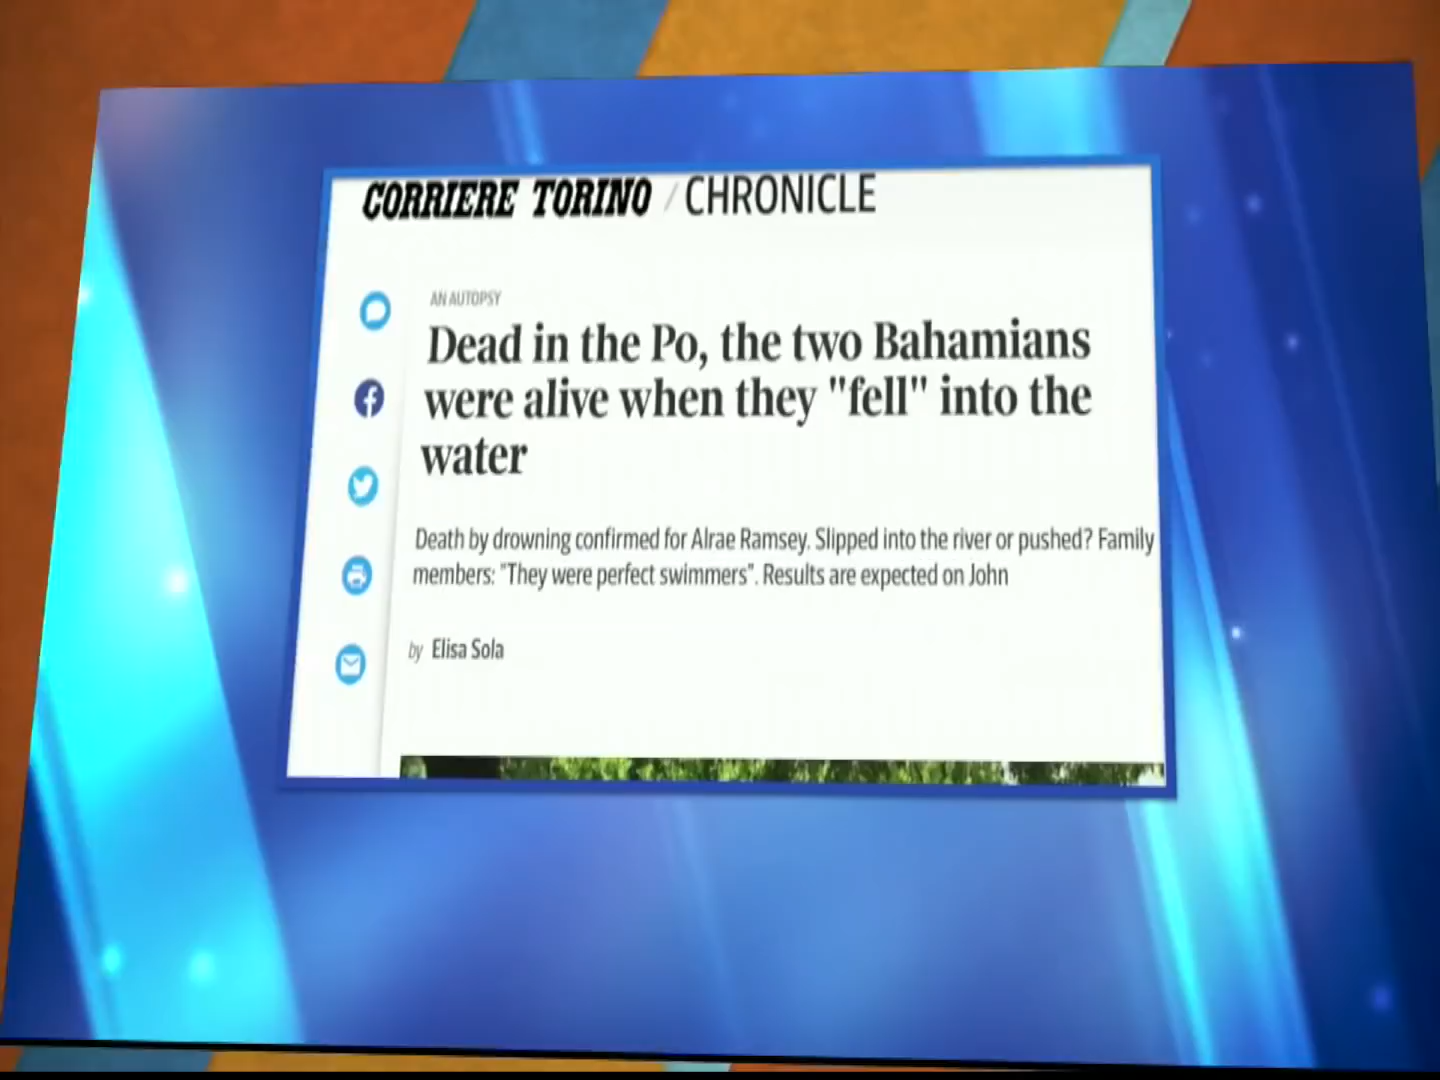 CORRIERE TORINO / CHRONICLE
AN AUTOPSY
Dead in the Po, the two Bahamians
were alive when they "fell" into the
water
Death by drowning confirmed for Alrae Ramsey. Slipped into the river or pushed? Family
members: "They were perfect swimmers". Results are expected on John
by Elisa Sola